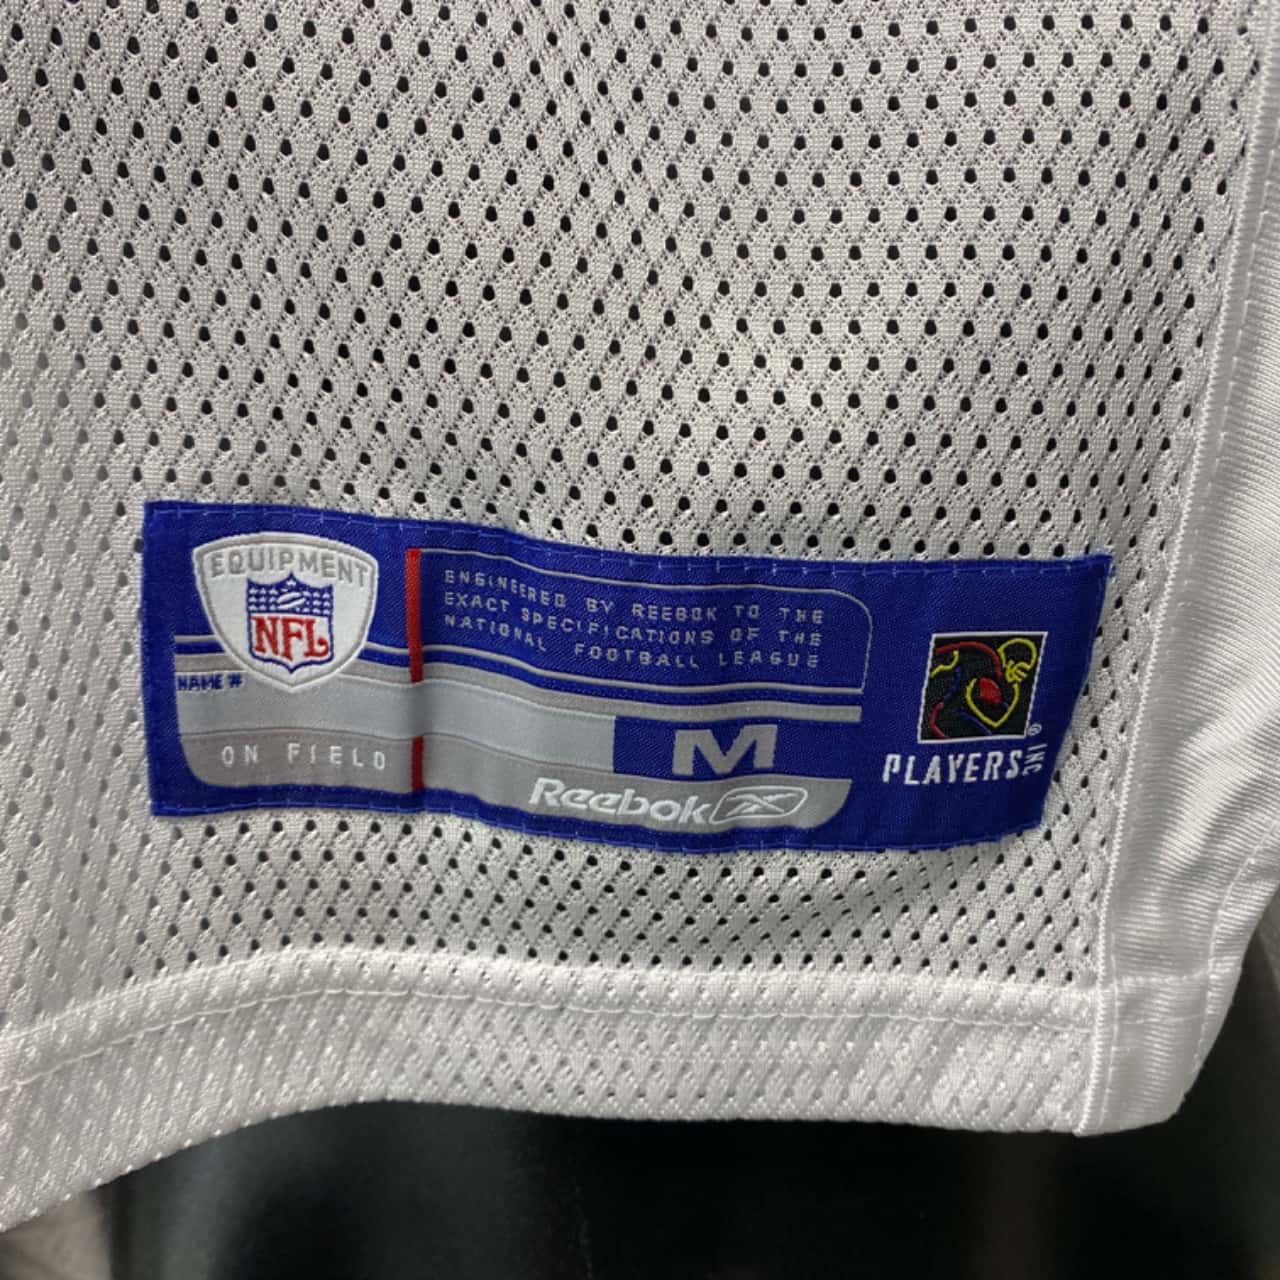 EQUIPMENT
NFL
NAME #
ON FIELD
ENGINEERED BY REEBOK TO THE
EXACT SPECIFICATIONS OF THE
NATIONAL FOOTBALL LEAGUE
M
Reebok
PLAYERS INC
®